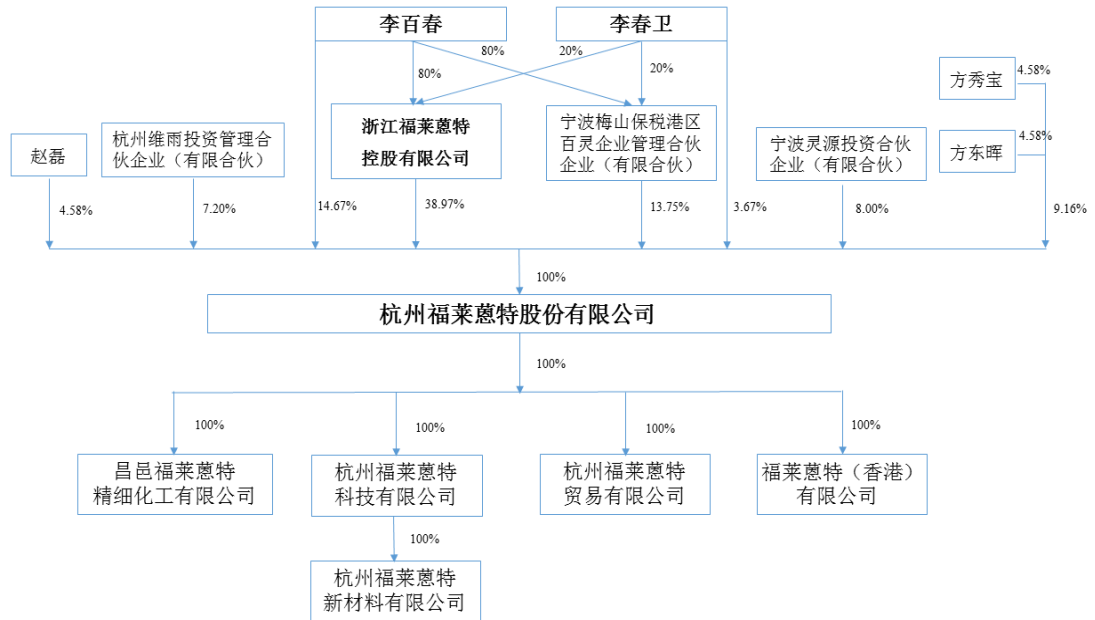 李百春
李春卫
80%
20%
80%
20%
方秀宝
4.58%
赵磊
杭州维雨投资管理合
伙企业（有限合伙）
浙江福莱蒽特
控股有限公司
宁波梅山保税港区
百灵企业管理合伙
企业（有限合伙）
宁波灵源投资合伙
企业（有限合伙）
方东晖
4.58%
4.58%
7.20%
14.67%
38.97%
13.75%
3.67%
8.00%
9.16%
100%
杭州福莱蒽特股份有限公司
100%
100%
100%
100%
100%
昌邑福莱蒽特
精细化工有限公司
杭州福莱蒽特
科技有限公司
杭州福莱蒽特
贸易有限公司
福莱蒽特（香港）
有限公司
100%
杭州福莱蒽特
新材料有限公司